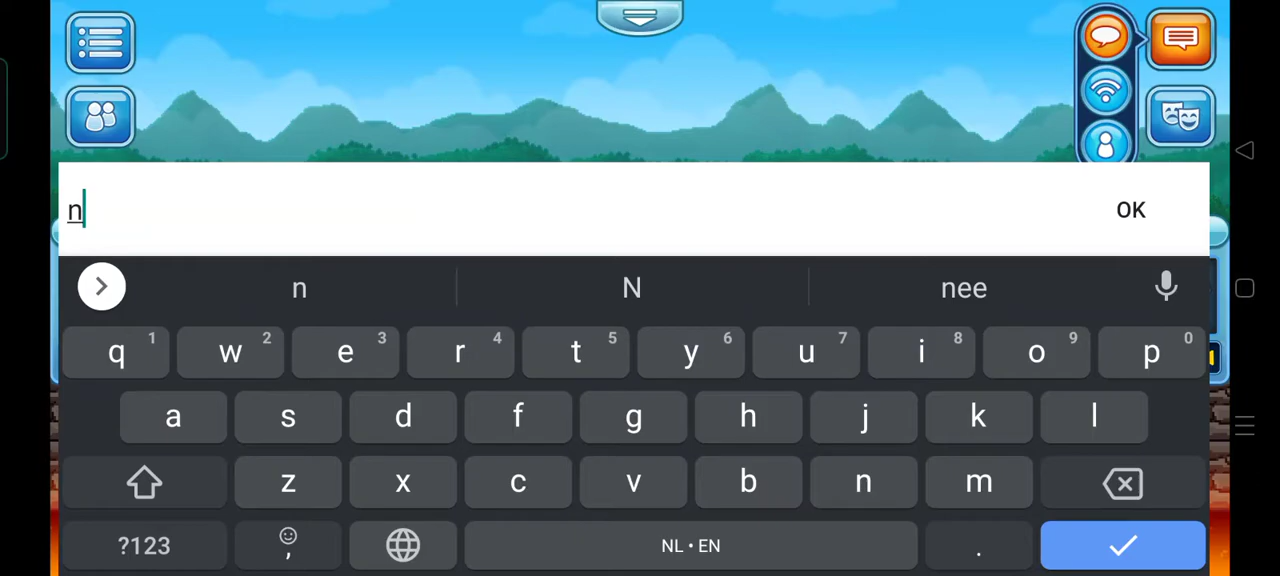 n
OK
n N nee
q 1 w 2 e 3 r 4 t 5 y 6 u 7 i 8 o 9 p 0
a s d f g h j k l
z x c v b n m
?123 , NL • EN .